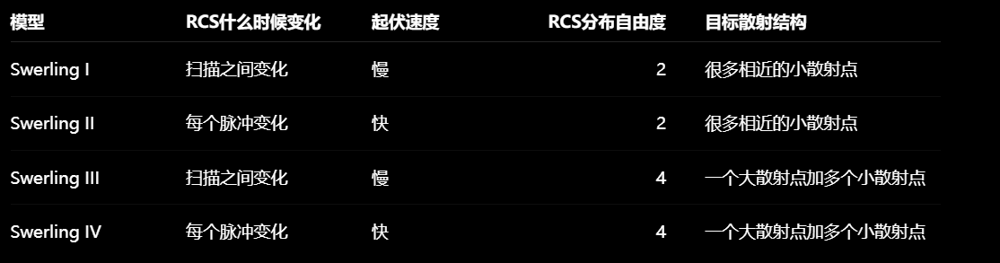 模型 RCS什么时候变化 起伏速度 RCS分布自由度 目标散射结构
Swerling I 扫描之间变化 慢 2 很多相近的小散射点
Swerling II 每个脉冲变化 快 2 很多相近的小散射点
Swerling III 扫描之间变化 慢 4 一个大散射点加多个小散射点
Swerling IV 每个脉冲变化 快 4 一个大散射点加多个小散射点